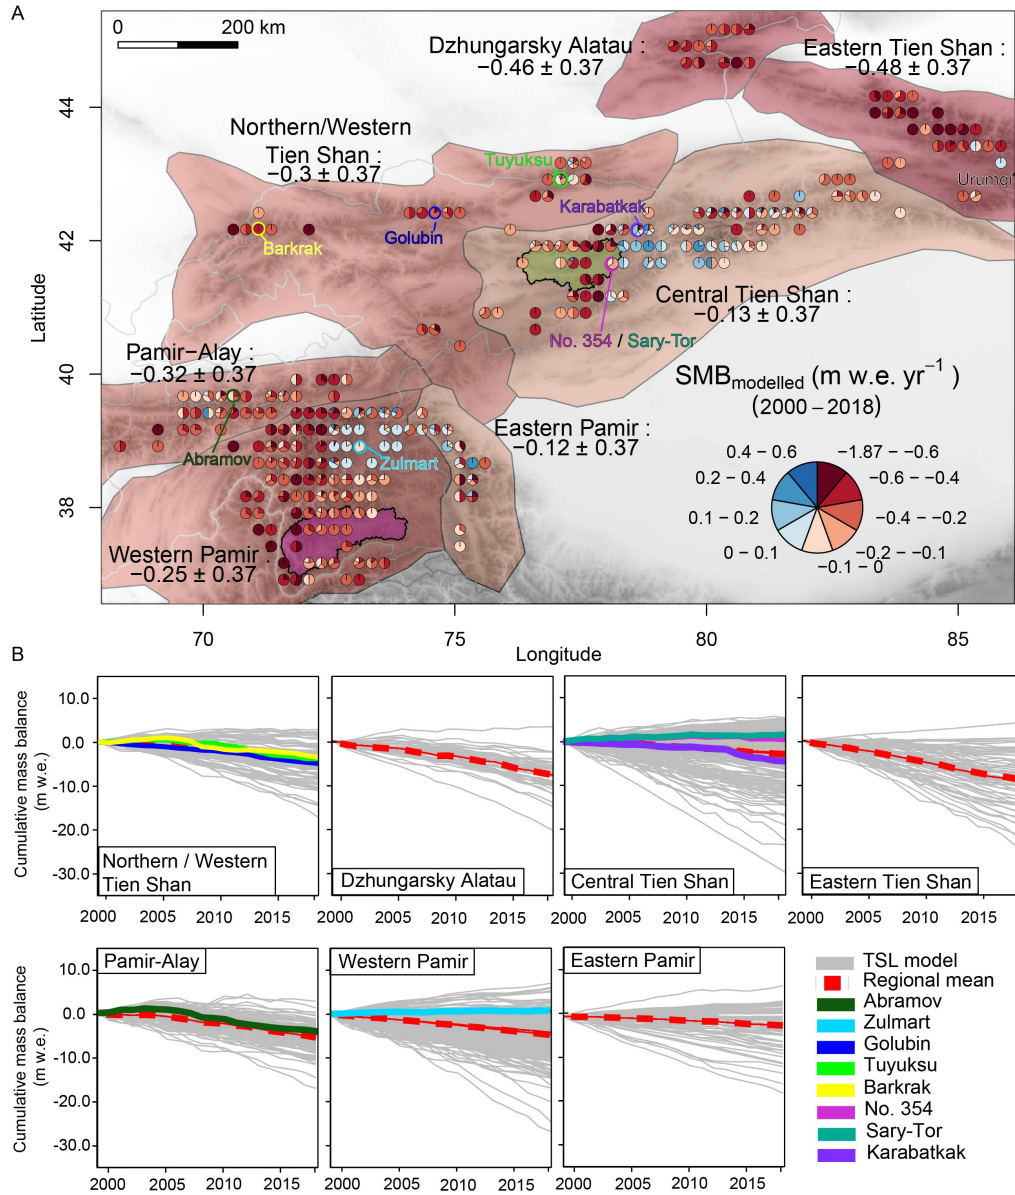 A
0 200 km
Dzhungarsky Alatau :
−0.46 ± 0.37
Eastern Tien Shan :
−0.48 ± 0.37
Northern/Western
Tien Shan :
−0.3 ± 0.37
Tuyuksu
Karabatkak
Urumqi
Barkrak
Golubin
Central Tien Shan :
−0.13 ± 0.37
No. 354 / Sary-Tor
Pamir−Alay :
−0.32 ± 0.37
SMBmodelled (m w.e. yr−1 )
(2000 – 2018)
Eastern Pamir :
−0.12 ± 0.37
Abramov
Zulmart
Western Pamir :
−0.25 ± 0.37
0.4 − 0.6
−1.87 − −0.6
0.2 − 0.4
−0.6 − −0.4
0.1 − 0.2
−0.4 − −0.2
0 − 0.1
−0.2 − −0.1
−0.1 − 0
Latitude
44
42
40
38
70 75 80 85
Longitude
B
Cumulative mass balance
(m w.e.)
10.0
0.0
-10.0
-20.0
-30.0
Northern / Western
Tien Shan
Dzhungarsky Alatau
Central Tien Shan
Eastern Tien Shan
2000 2005 2010 2015
2000 2005 2010 2015
2000 2005 2010 2015
2000 2005 2010 2015
Cumulative mass balance
(m w.e.)
10.0
0.0
-10.0
-20.0
-30.0
Pamir-Alay
Western Pamir
Eastern Pamir
2000 2005 2010 2015
2000 2005 2010 2015
2000 2005 2010 2015
TSL model
Regional mean
Abramov
Zulmart
Golubin
Tuyuksu
Barkrak
No. 354
Sary-Tor
Karabatkak